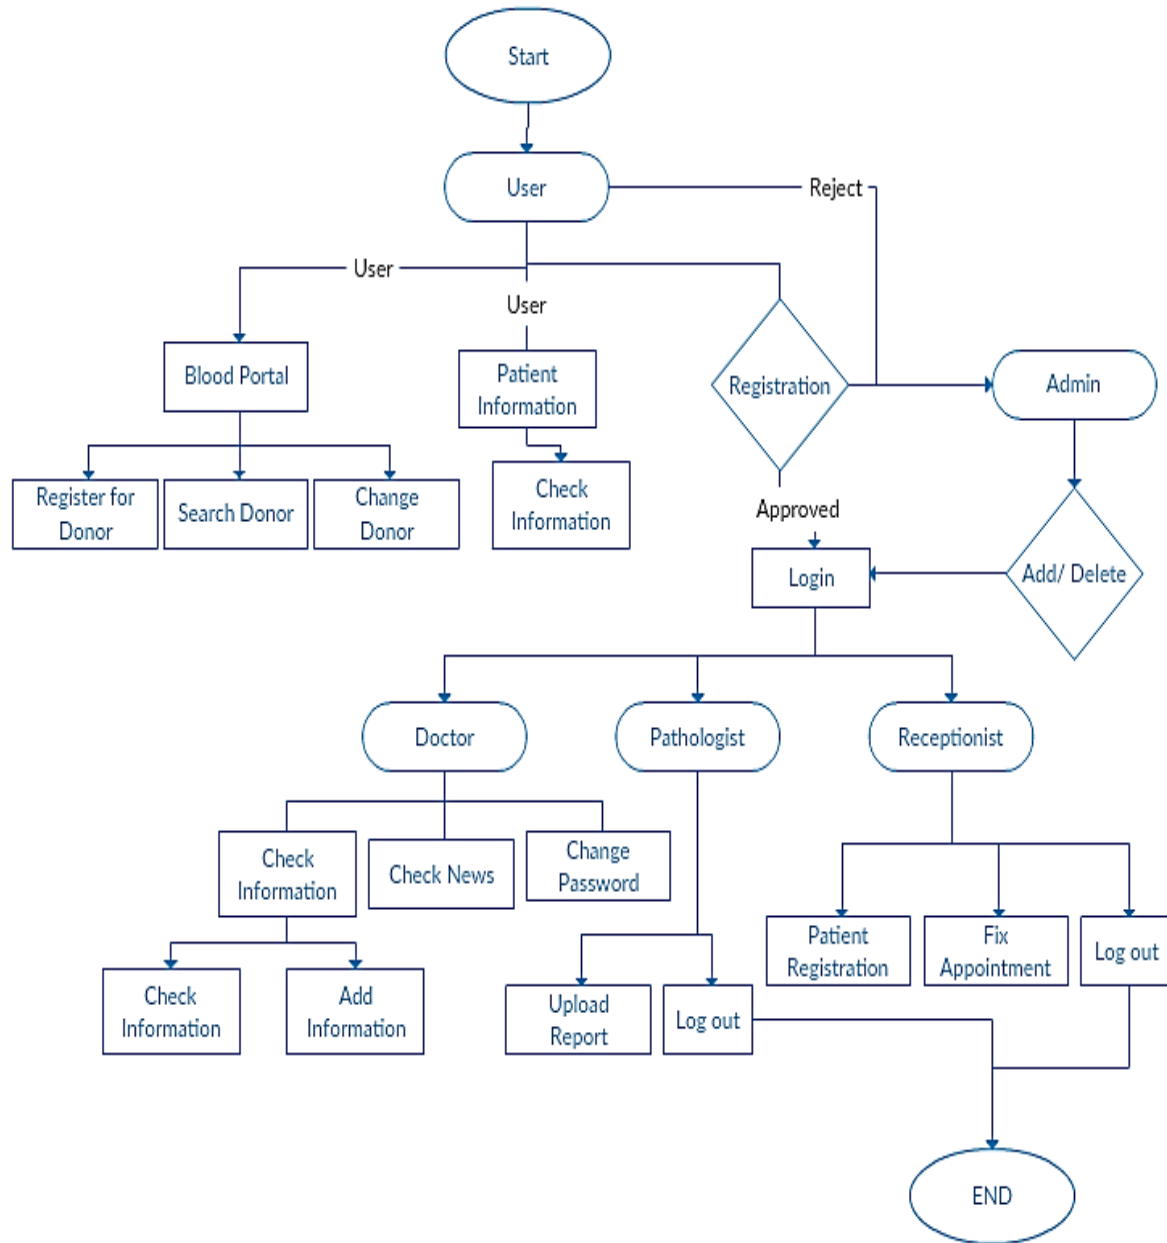 Start
User
Reject
User
User
Blood Portal
Patient
Information
Registration
Admin
Register for
Donor
Search Donor
Change
Donor
Check
Information
Approved
Login
Add/ Delete
Doctor
Pathologist
Receptionist
Check
Information
Check News
Change
Password
Patient
Registration
Fix
Appointment
Log out
Check
Information
Add
Information
Upload
Report
Log out
END